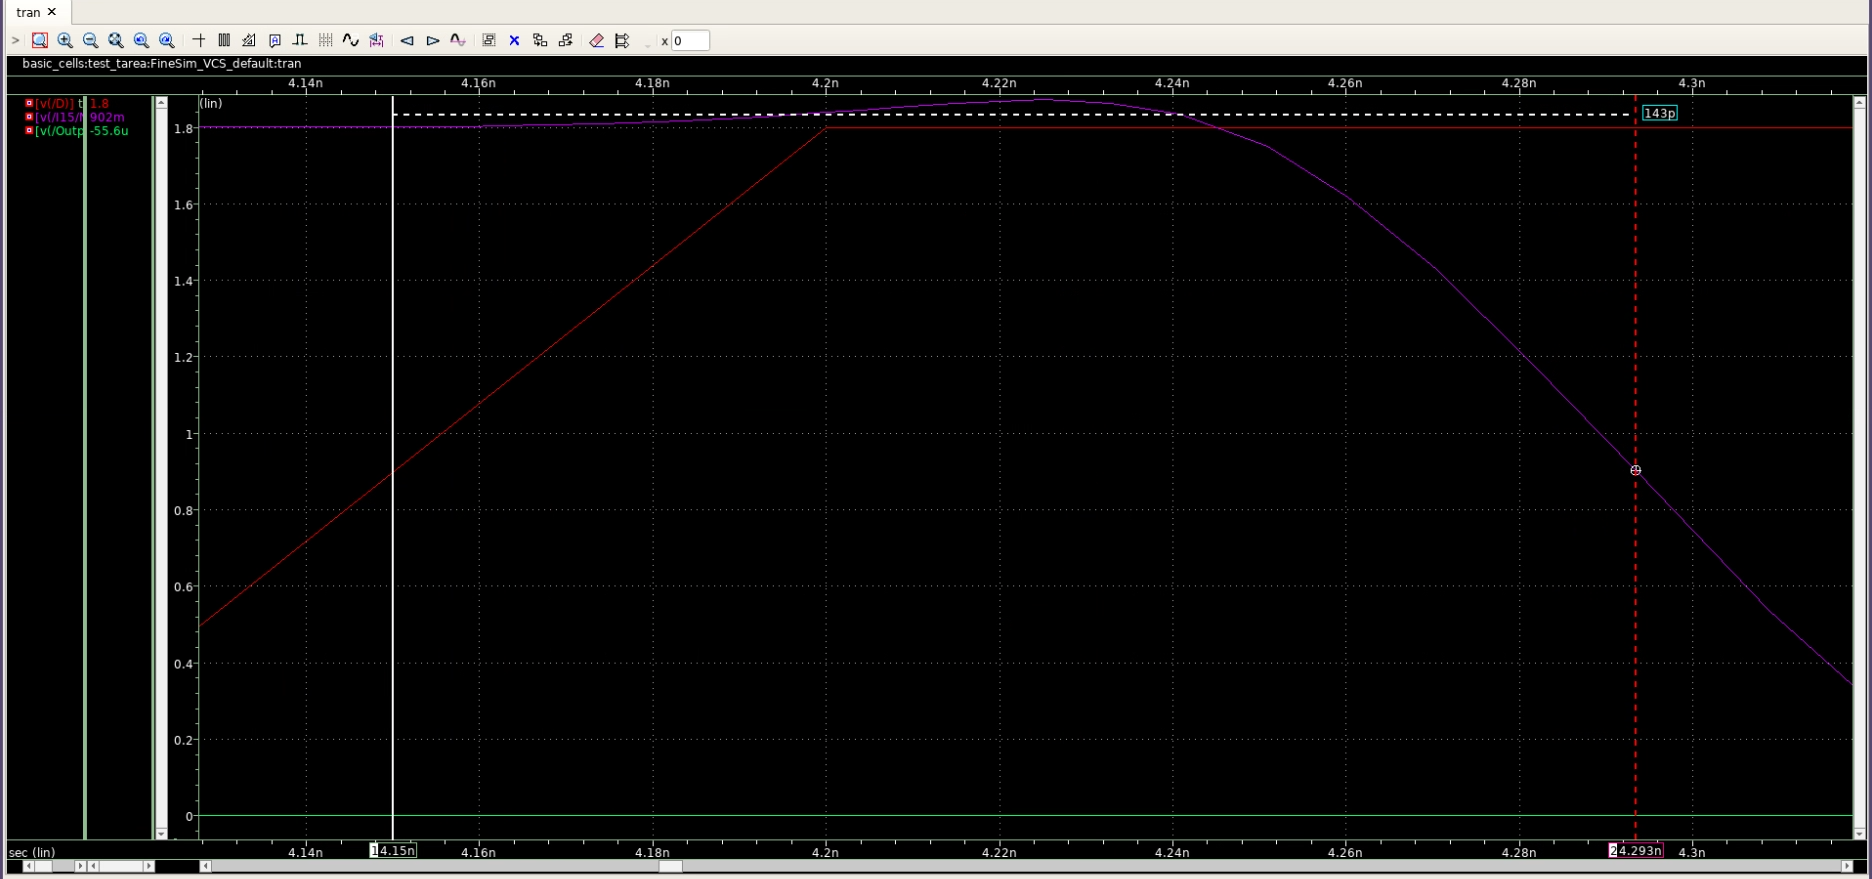 tran
x 0
basic_cells:test_tarea:FineSim_VCS_default:tran
4.14n 4.16n 4.18n 4.2n 4.22n 4.24n 4.26n 4.28n 4.3n
[v(/D)] t 1.8
[v(/I15/ 902m
[v(/Outp -55.6u
(lin)
143p
1.8
1.6
1.4
1.2
1
0.8
0.6
0.4
0.2
0
sec (lin)
4.14n 1 4.15n 4.16n 4.18n 4.2n 4.22n 4.24n 4.26n 4.28n 2 4.293n 4.3n